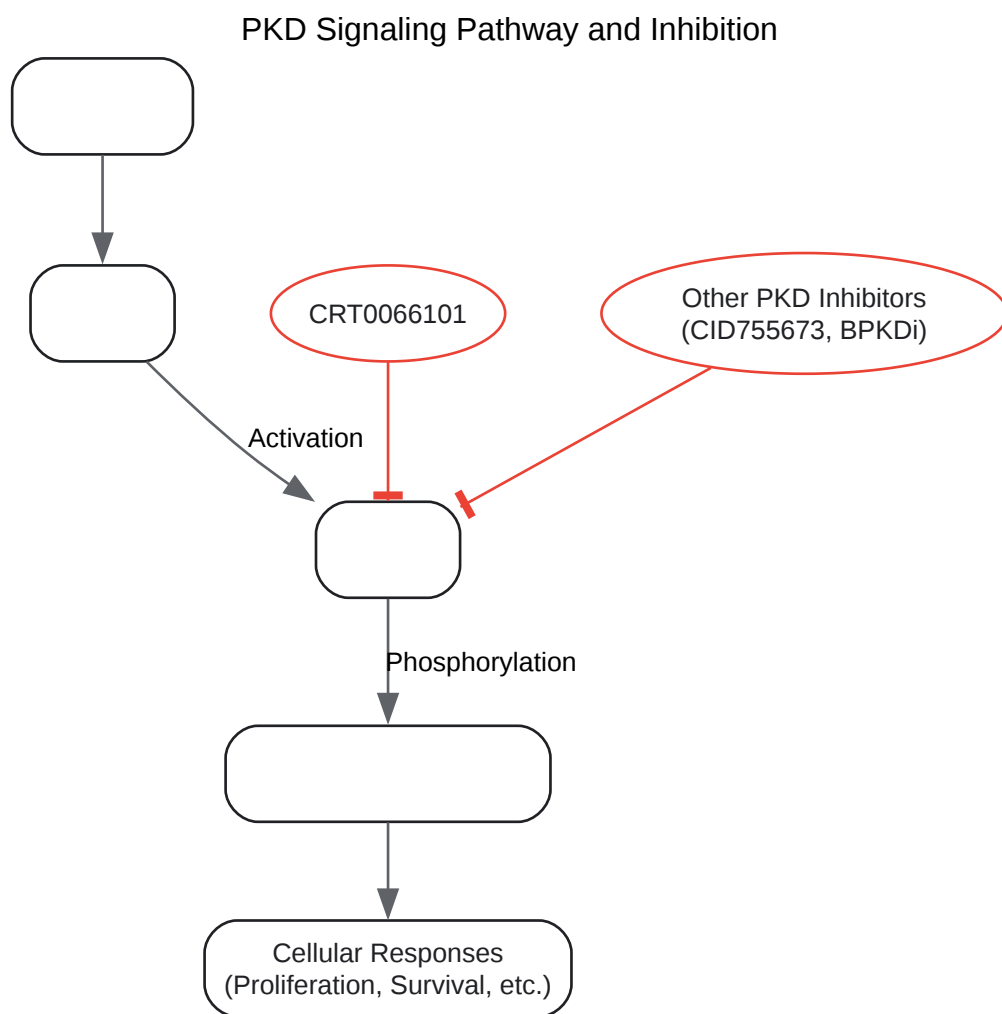 PKD Signaling Pathway and Inhibition
CRT0066101
Other PKD Inhibitors
(CID755673, BPKDi)
Activation
Phosphorylation
Cellular Responses
(Proliferation, Survival, etc.)